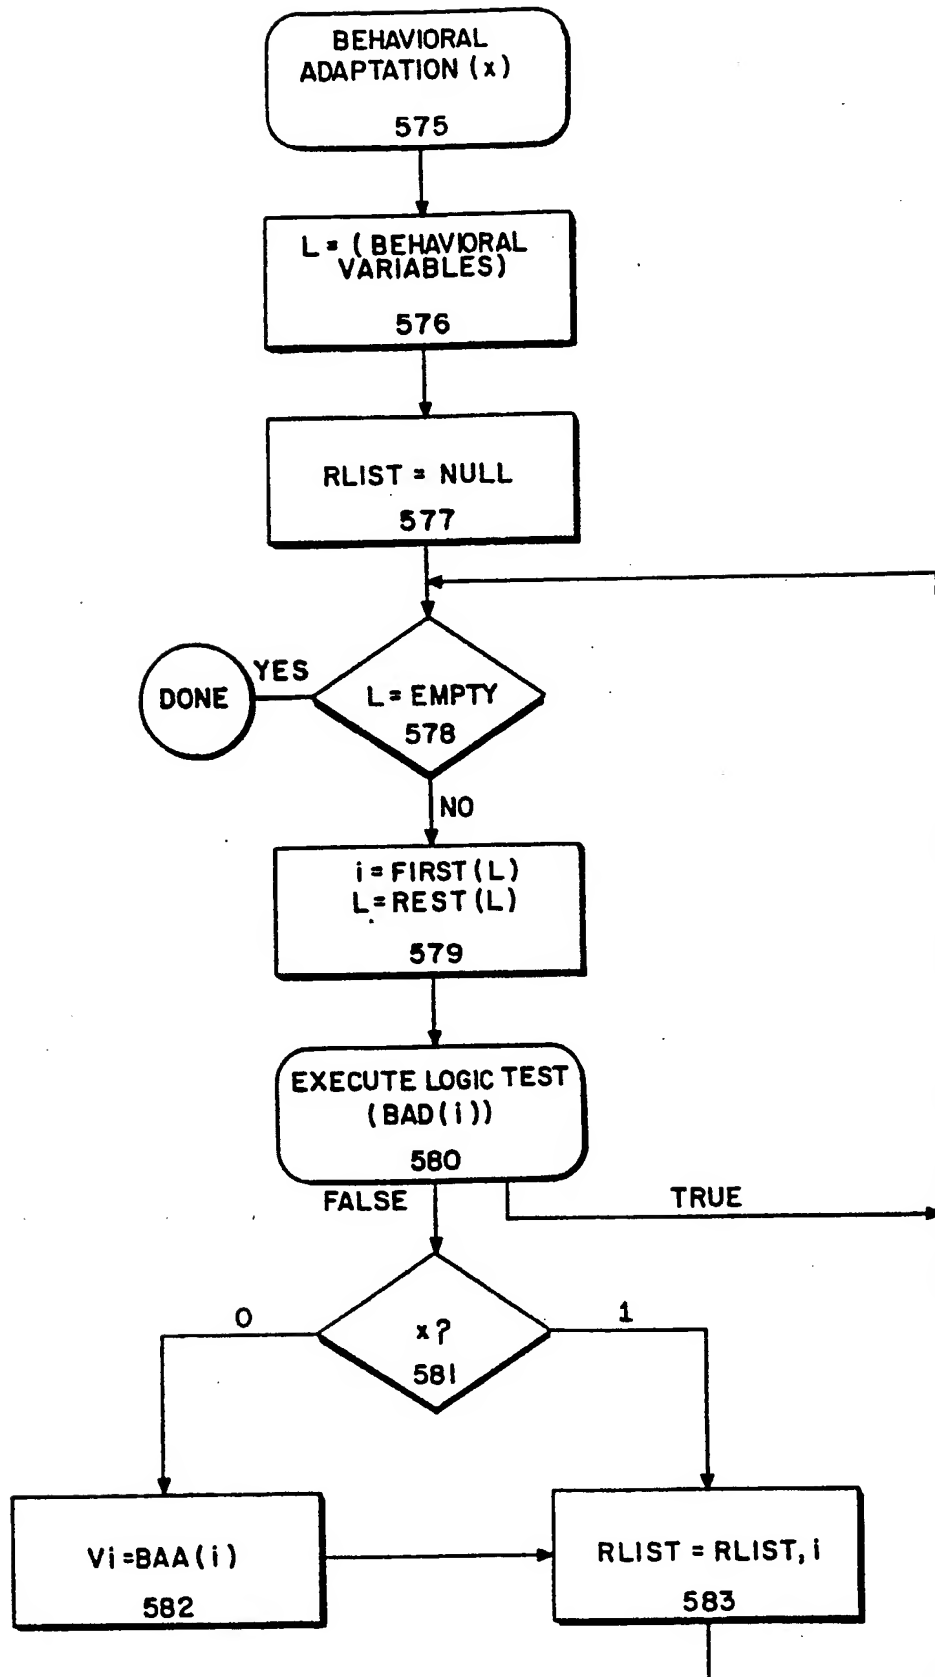 BEHAVIORAL
ADAPTATION (x)
575
L = ( BEHAVIORAL
VARIABLES)
576
RLIST = NULL
577
YES
DONE
L = EMPTY
578
NO
i = FIRST (L)
L = REST (L)
579
EXECUTE LOGIC TEST
(BAD(i))
580
FALSE
TRUE
0
1
x?
581
Vi=BAA(i)
582
RLIST = RLIST, i
583